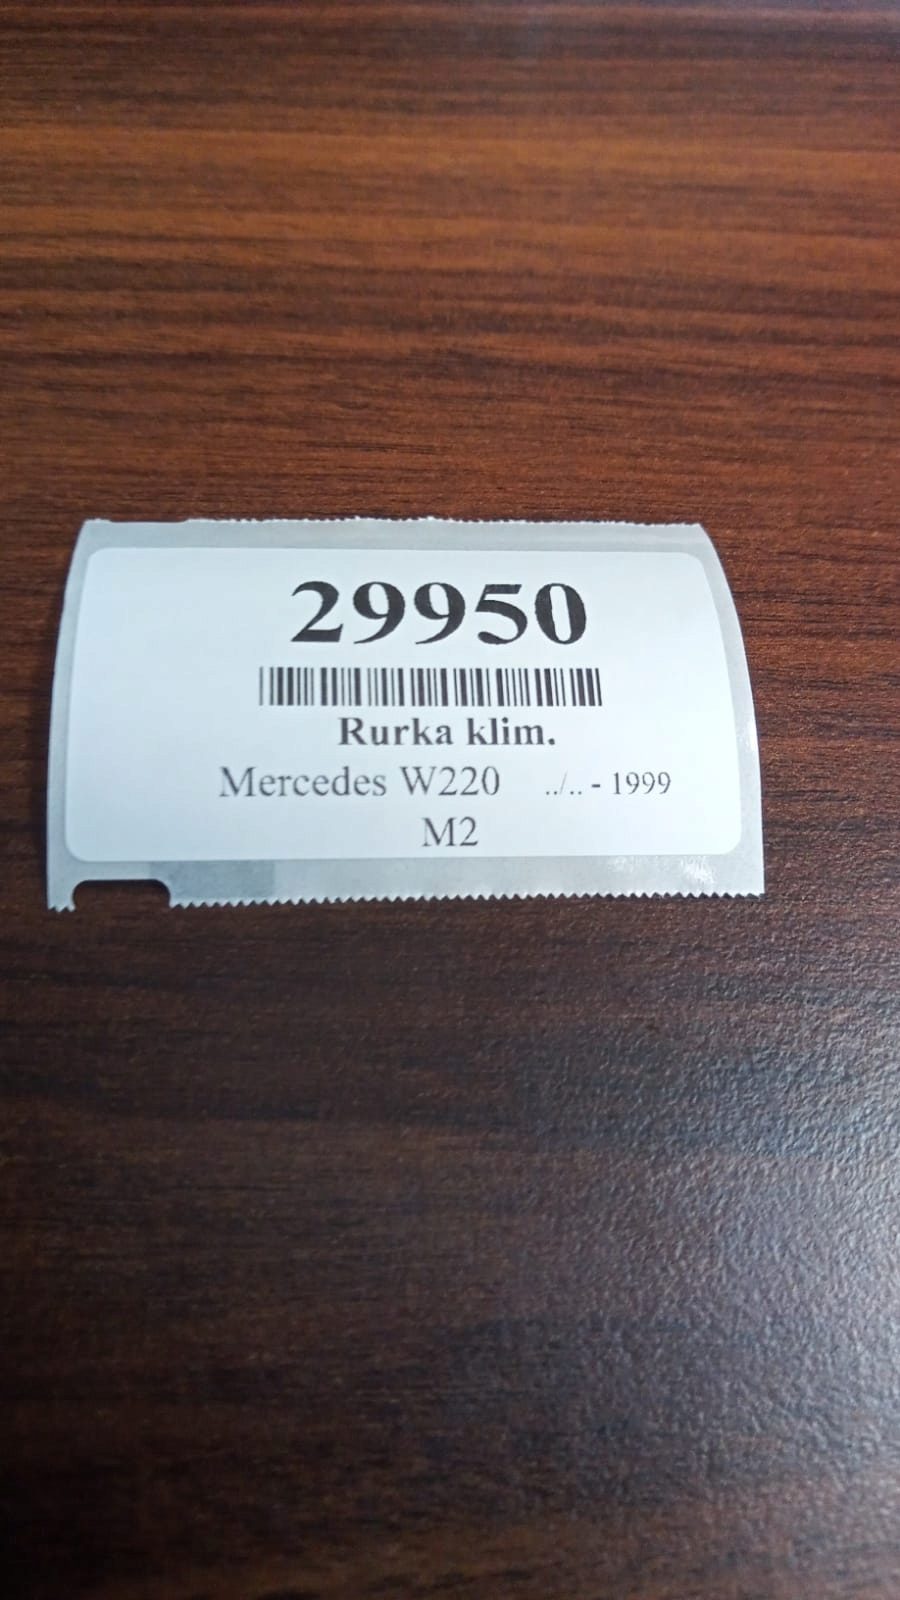 29950
Rurka klim.
Mercedes W220 ../.. - 1999
M2